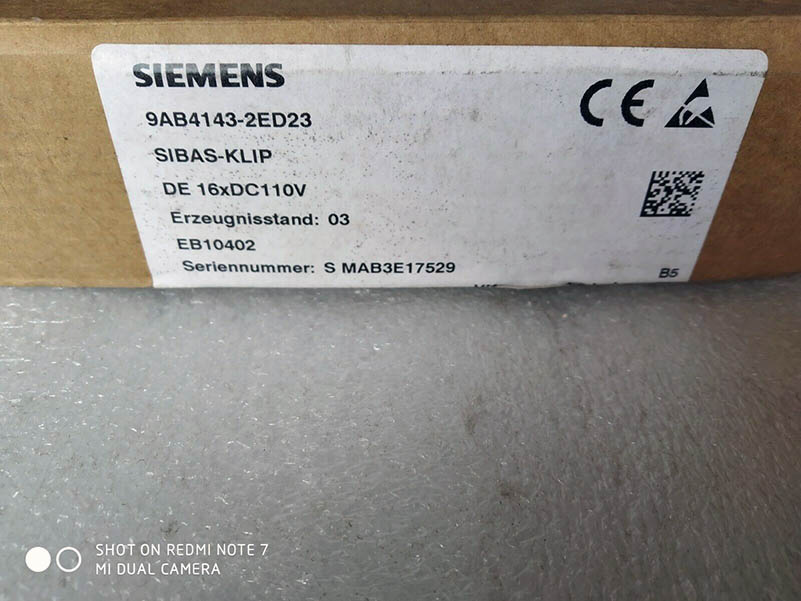 SIEMENS
9AB4143-2ED23
SIBAS-KLIP
DE 16xDC110V
Erzeugnisstand: 03
EB10402
Seriennummer: S MAB3E17529
CE
B5
SHOT ON REDMI NOTE 7
MI DUAL CAMERA